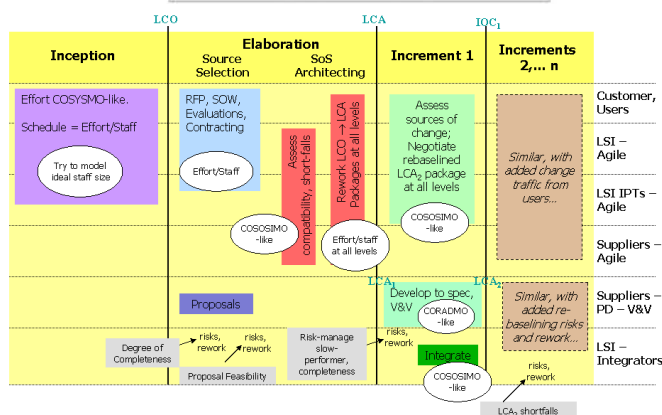 LCO
LCA
IOC₁
Inception
Elaboration
Source
Selection
SoS
Architecting
Increment 1
Increments
2,... n
Effort COSYSMO-like.
Schedule = Effort/Staff
Try to model
ideal staff size
RFP, SOW,
Evaluations,
Contracting
Effort/Staff
Assess
compatibility, short-falls
Rework LCO → LCA
Packages at all levels
COSOSIMO
-like
Effort/staff
at all levels
Assess
sources of
change;
Negotiate
rebaselined
LCA₂ package
at all levels
COSOSIMO
-like
Similar, with
added change
traffic from
users...
Customer,
Users
LSI –
Agile
LSI IPTs –
Agile
Suppliers –
Agile
Suppliers –
PD – V&V
LSI –
Integrators
LCA₁
LCA₂
Proposals
Develop to spec,
V&V
CORADMO
-like
Similar, with
added re-
baselining risks
and rework...
Degree of
Completeness
risks,
rework
risks,
rework
Proposal Feasibility
Risk-manage
slow-
performer,
completeness
risks,
rework
Integrate
COSOSIMO
-like
risks,
rework
LCA₂ shortfalls